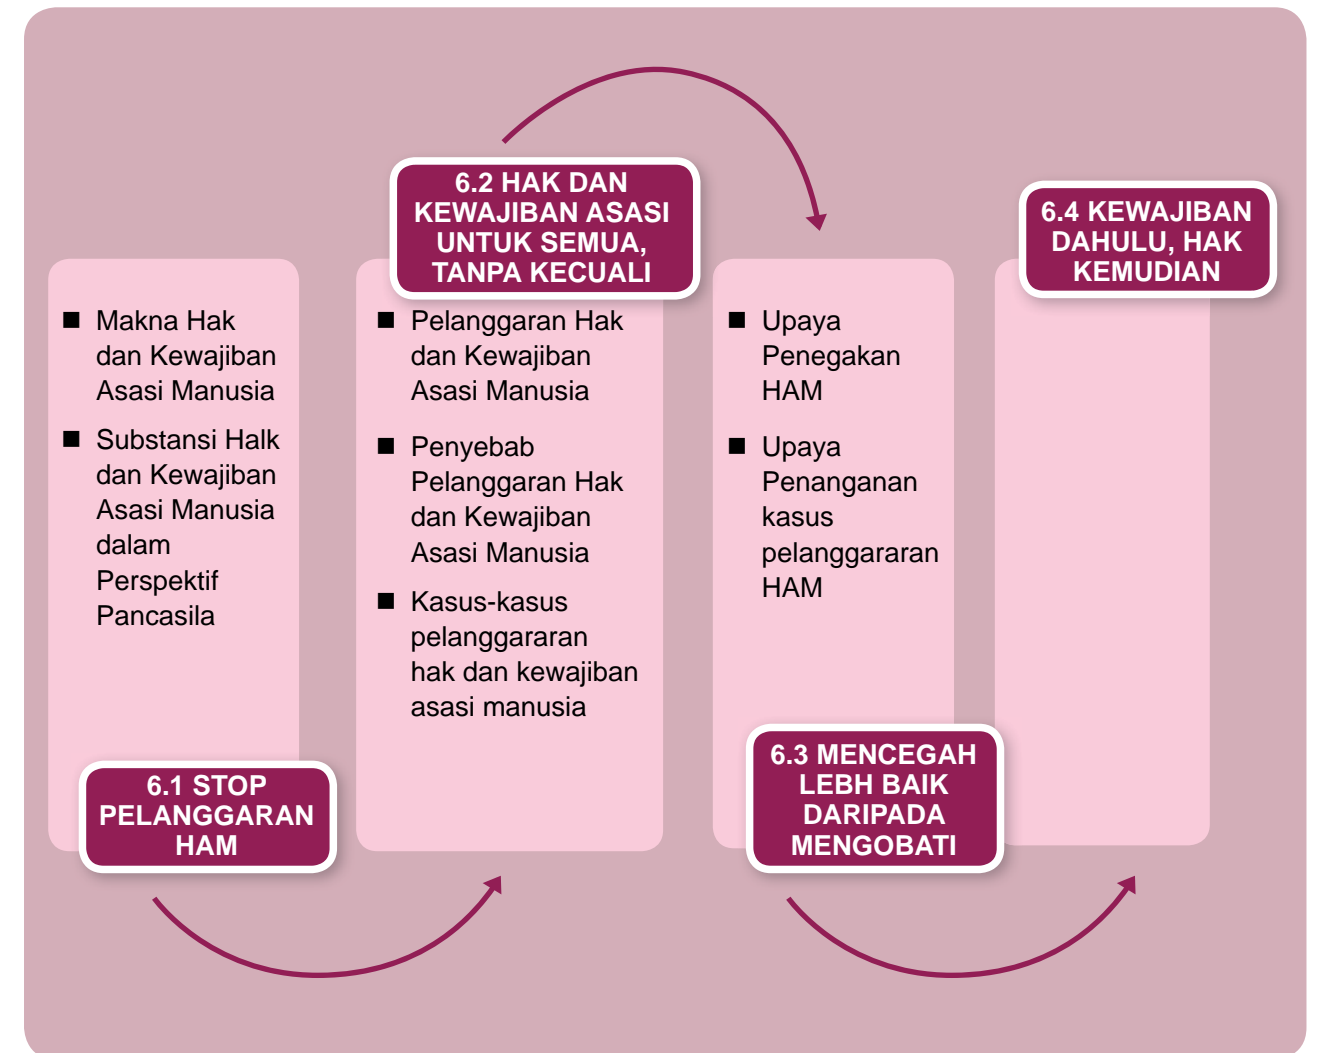 ■ Makna Hak
dan Kewajiban
Asasi Manusia
■ Substansi Halk
dan Kewajiban
Asasi Manusia
dalam
Perspektif
Pancasila
6.1 STOP
PELANGGARAN
HAM
6.2 HAK DAN
KEWAJIBAN ASASI
UNTUK SEMUA,
TANPA KECUALI
■ Pelanggaran Hak
dan Kewajiban
Asasi Manusia
■ Penyebab
Pelanggaran Hak
dan Kewajiban
Asasi Manusia
■ Kasus-kasus
pelanggararan
hak dan kewajiban
asasi manusia
■ Upaya
Penegakan
HAM
■ Upaya
Penanganan
kasus
pelanggararan
HAM
6.3 MENCEGAH
LEBH BAIK
DARIPADA
MENGOBATI
6.4 KEWAJIBAN
DAHULU, HAK
KEMUDIAN